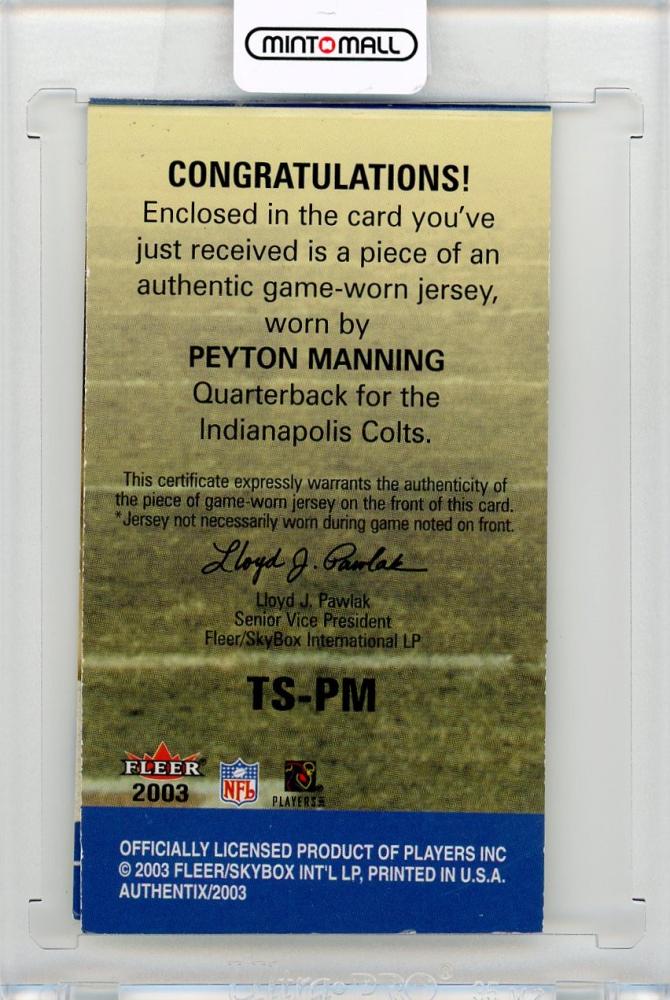 MINTMALL
CONGRATULATIONS!
Enclosed in the card you've
just received is a piece of an
authentic game-worn jersey,
worn by
PEYTON MANNING
Quarterback for the
Indianapolis Colts.
This certificate expressly warrants the authenticity of
the piece of game-worn jersey on the front of this card.
*Jersey not necessarily worn during game noted on front.
Lloyd J. Pawlak
Lloyd J. Pawlak
Senior Vice President
Fleer/SkyBox International LP
TS-PM
FLEER
2003
NFL
PLAYERS INC
OFFICIALLY LICENSED PRODUCT OF PLAYERS INC
© 2003 FLEER/SKYBOX INT'L LP, PRINTED IN U.S.A.
AUTHENTIX/2003